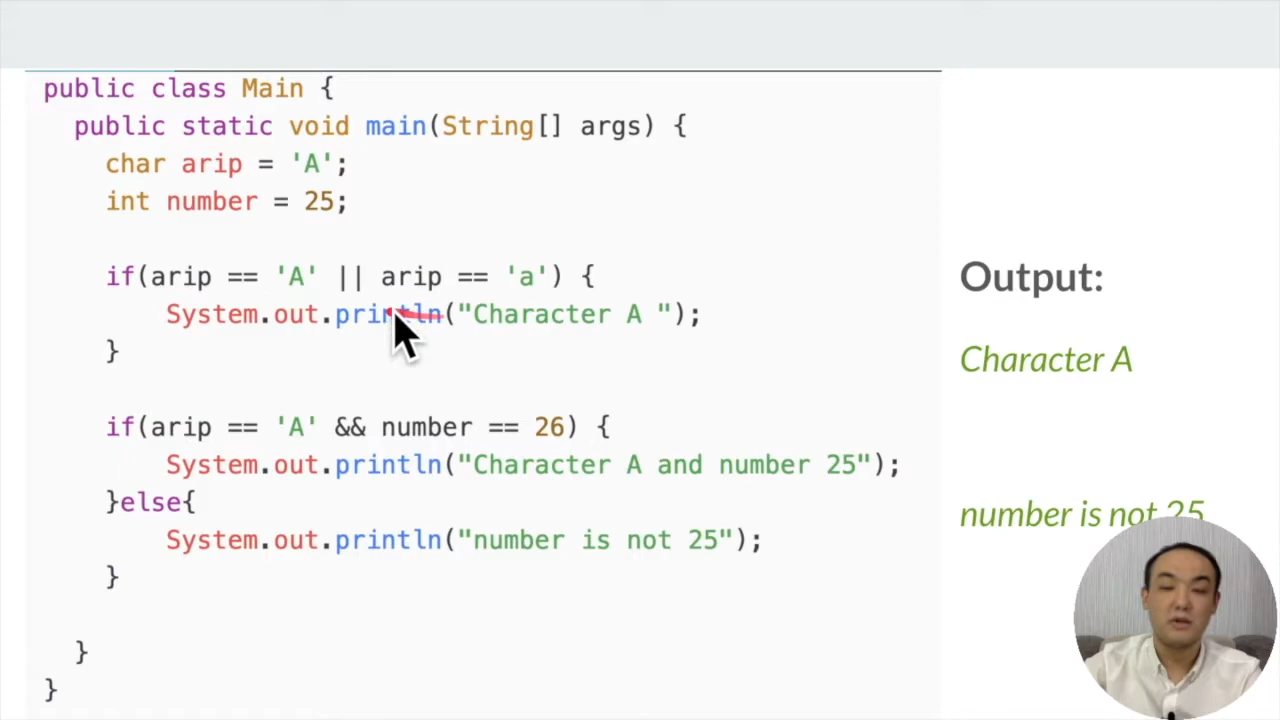 public class Main {
public static void main(String[] args) {
char arip = 'A';
int number = 25;
if(arip == 'A' || arip == 'a') {
System.out.println("Character A ");
}
if(arip == 'A' && number == 26) {
System.out.println("Character A and number 25");
}else{
System.out.println("number is not 25");
}
}
}
Output:
Character A
number is not 25